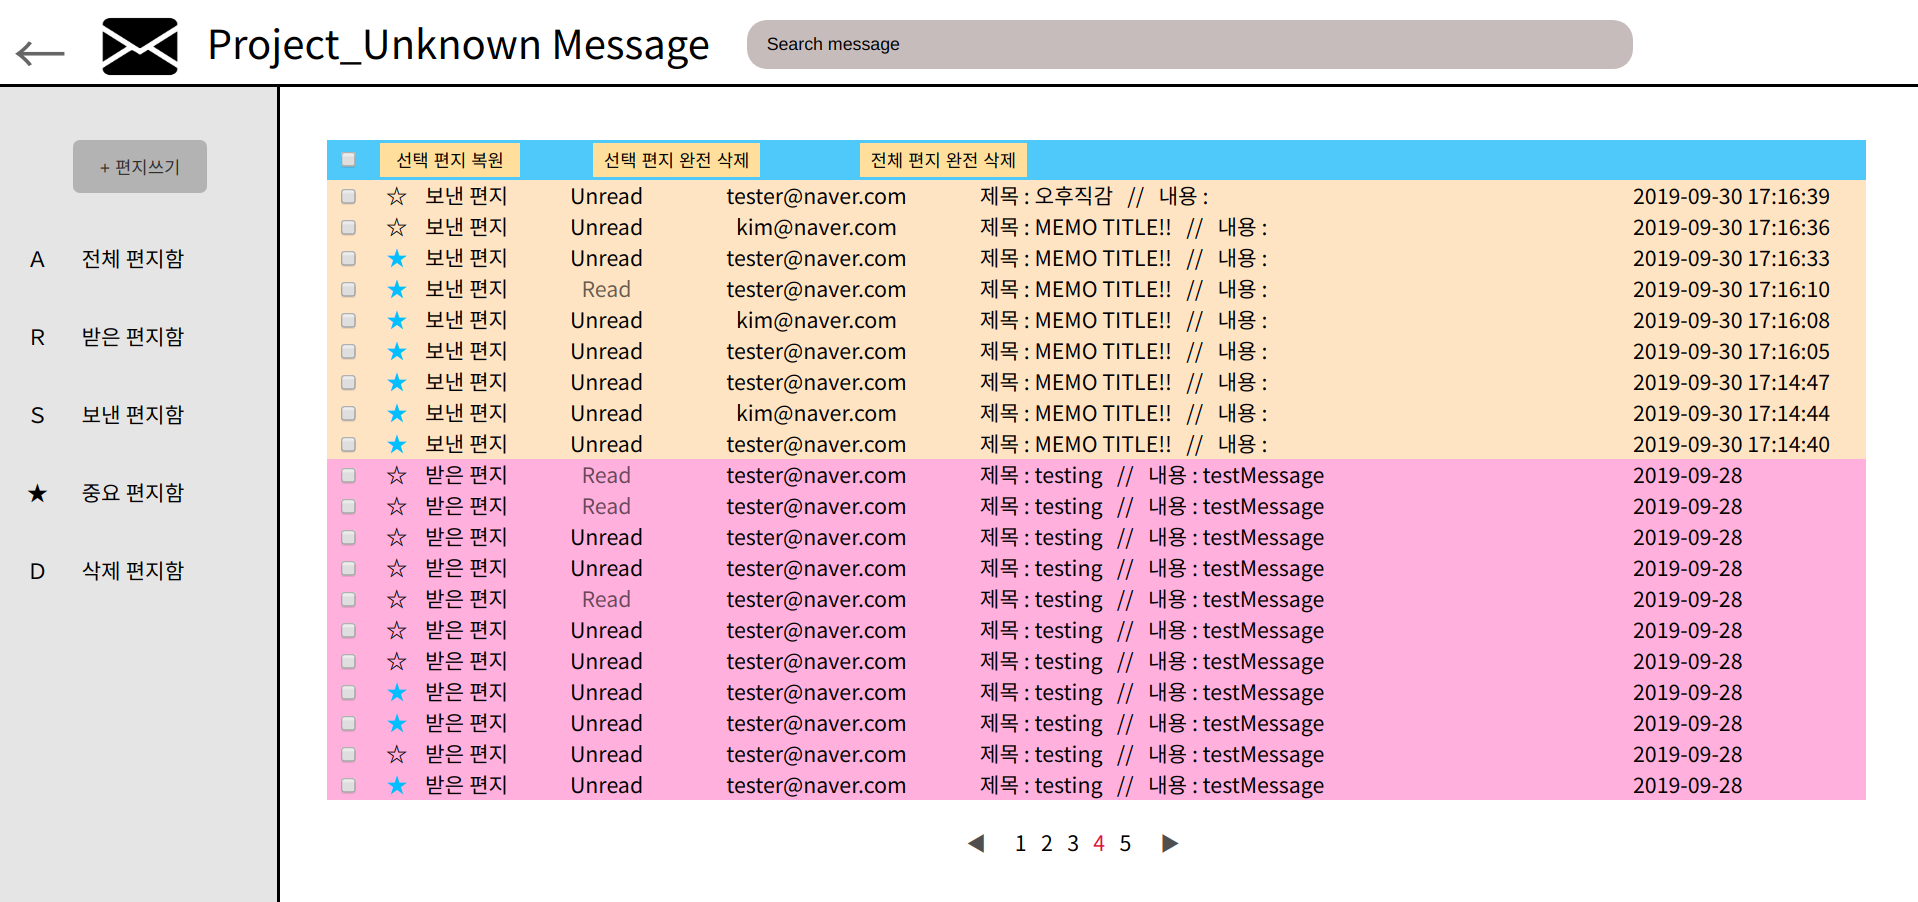 ← Project_Unknown Message Search message
+ 편지쓰기
A 전체 편지함
R 받은 편지함
S 보낸 편지함
★ 중요 편지함
D 삭제 편지함
선택 편지 복원 선택 편지 완전 삭제 전체 편지 완전 삭제
☆ 보낸 편지 Unread tester@naver.com 제목 : 오후직감 // 내용 : 2019-09-30 17:16:39
☆ 보낸 편지 Unread kim@naver.com 제목 : MEMO TITLE!! // 내용 : 2019-09-30 17:16:36
★ 보낸 편지 Unread tester@naver.com 제목 : MEMO TITLE!! // 내용 : 2019-09-30 17:16:33
★ 보낸 편지 Read tester@naver.com 제목 : MEMO TITLE!! // 내용 : 2019-09-30 17:16:10
★ 보낸 편지 Unread kim@naver.com 제목 : MEMO TITLE!! // 내용 : 2019-09-30 17:16:08
★ 보낸 편지 Unread tester@naver.com 제목 : MEMO TITLE!! // 내용 : 2019-09-30 17:16:05
★ 보낸 편지 Unread tester@naver.com 제목 : MEMO TITLE!! // 내용 : 2019-09-30 17:14:47
★ 보낸 편지 Unread kim@naver.com 제목 : MEMO TITLE!! // 내용 : 2019-09-30 17:14:44
★ 보낸 편지 Unread tester@naver.com 제목 : MEMO TITLE!! // 내용 : 2019-09-30 17:14:40
☆ 받은 편지 Read tester@naver.com 제목 : testing // 내용 : testMessage 2019-09-28
☆ 받은 편지 Read tester@naver.com 제목 : testing // 내용 : testMessage 2019-09-28
☆ 받은 편지 Unread tester@naver.com 제목 : testing // 내용 : testMessage 2019-09-28
☆ 받은 편지 Unread tester@naver.com 제목 : testing // 내용 : testMessage 2019-09-28
☆ 받은 편지 Read tester@naver.com 제목 : testing // 내용 : testMessage 2019-09-28
☆ 받은 편지 Unread tester@naver.com 제목 : testing // 내용 : testMessage 2019-09-28
☆ 받은 편지 Unread tester@naver.com 제목 : testing // 내용 : testMessage 2019-09-28
★ 받은 편지 Unread tester@naver.com 제목 : testing // 내용 : testMessage 2019-09-28
★ 받은 편지 Unread tester@naver.com 제목 : testing // 내용 : testMessage 2019-09-28
☆ 받은 편지 Unread tester@naver.com 제목 : testing // 내용 : testMessage 2019-09-28
★ 받은 편지 Unread tester@naver.com 제목 : testing // 내용 : testMessage 2019-09-28
◀ 1 2 3 4 5 ▶